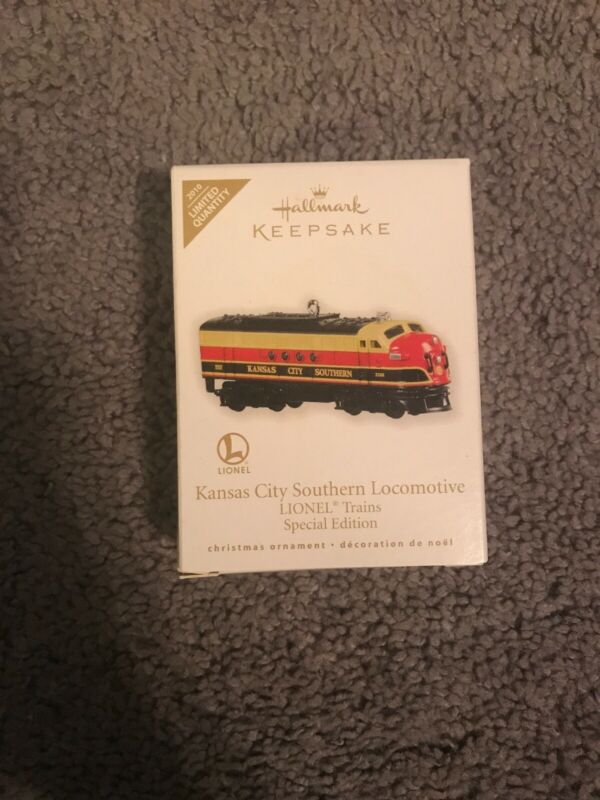 2010
LIMITED
QUANTITY
Hallmark
KEEPSAKE
KANSAS CITY SOUTHERN
LIONEL
Kansas City Southern Locomotive
LIONEL® Trains
Special Edition
christmas ornament • décoration de noël